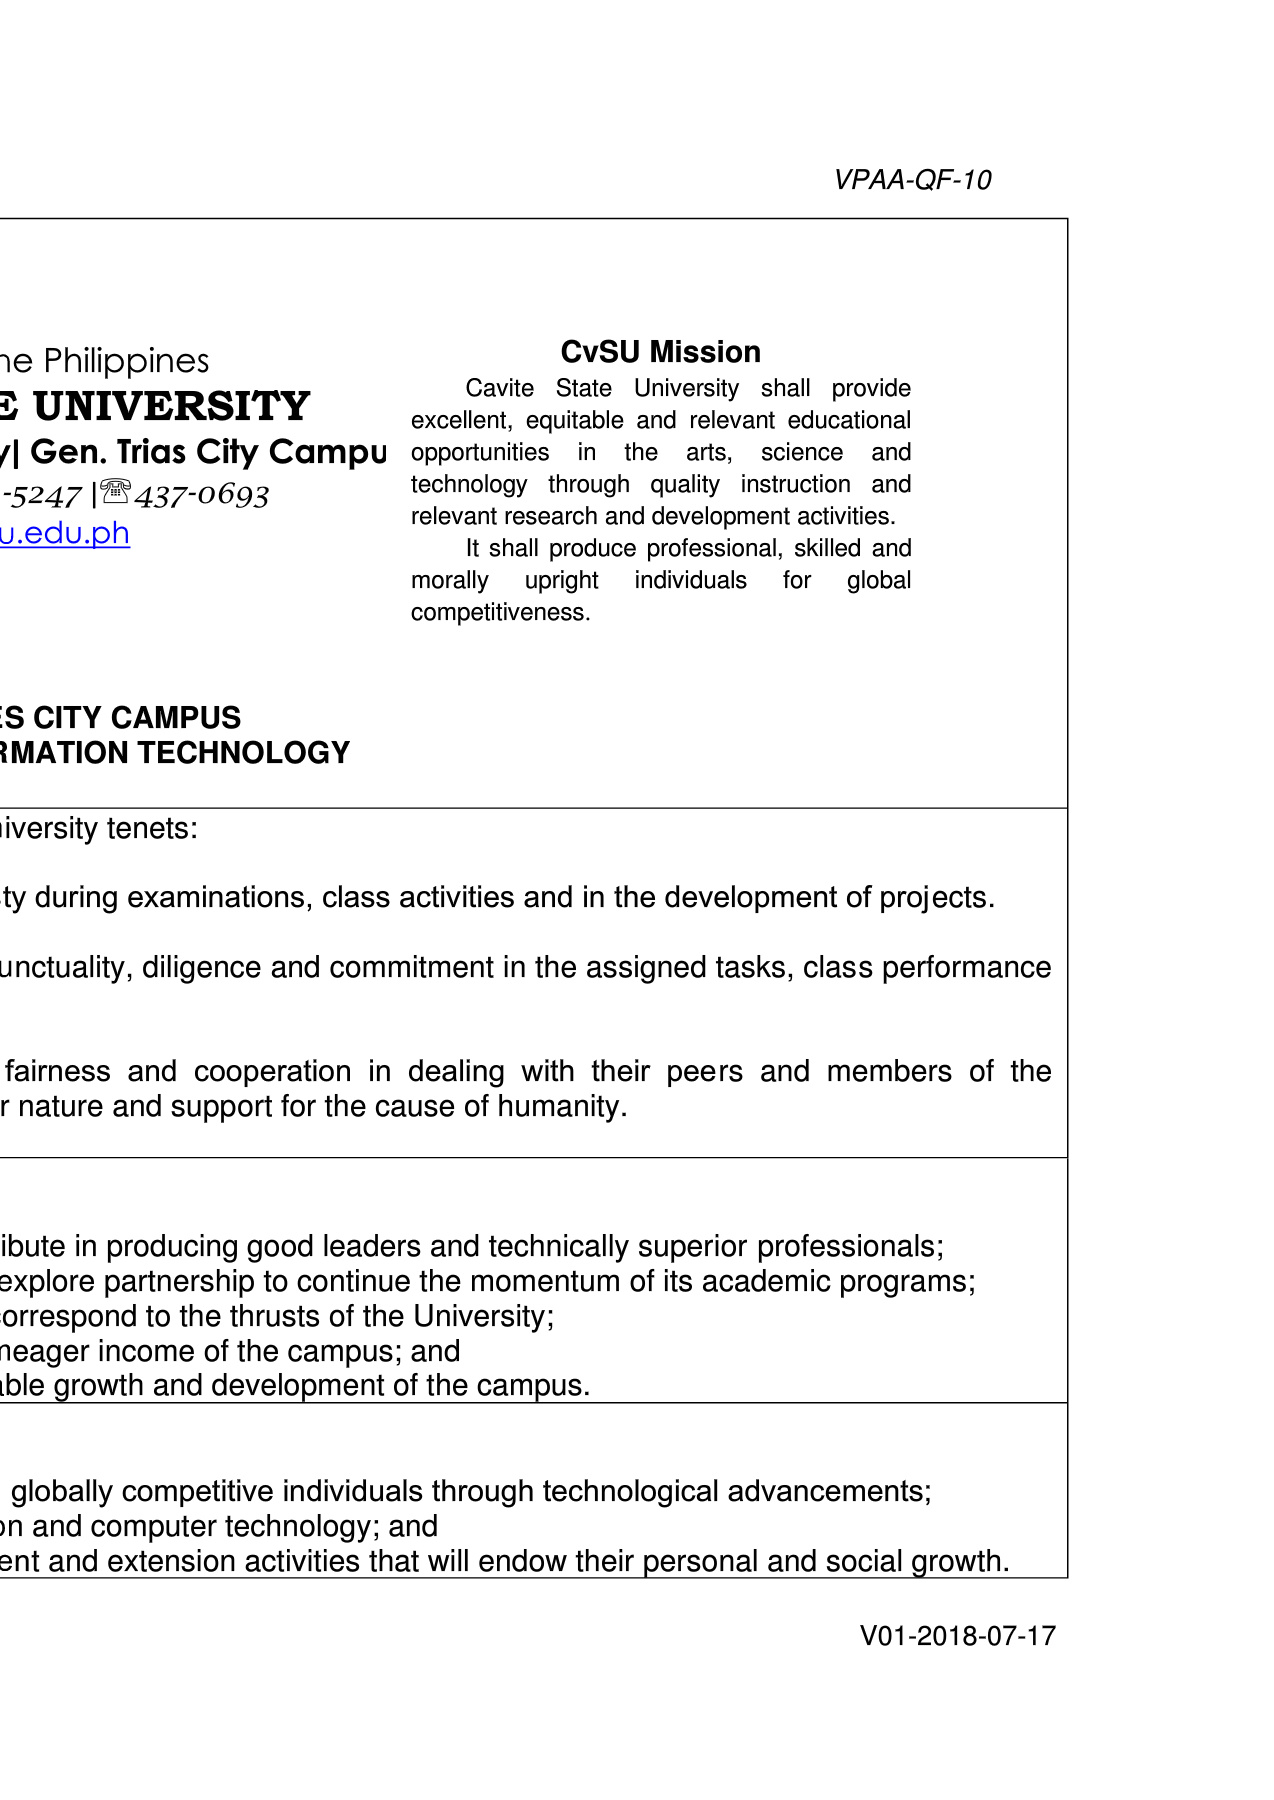 VPAA-QF-10
he Philippines
E UNIVERSITY
y| Gen. Trias City Campu
-5247 |☏437-0693
u.edu.ph
CvSU Mission
Cavite State University shall provide
excellent, equitable and relevant educational
opportunities in the arts, science and
technology through quality instruction and
relevant research and development activities.
It shall produce professional, skilled and
morally upright individuals for global
competitiveness.
ES CITY CAMPUS
RMATION TECHNOLOGY
iversity tenets:
ty during examinations, class activities and in the development of projects.
unctuality, diligence and commitment in the assigned tasks, class performance
fairness and cooperation in dealing with their peers and members of the
r nature and support for the cause of humanity.
ibute in producing good leaders and technically superior professionals;
explore partnership to continue the momentum of its academic programs;
correspond to the thrusts of the University;
meager income of the campus; and
able growth and development of the campus.
globally competitive individuals through technological advancements;
on and computer technology; and
ent and extension activities that will endow their personal and social growth.
V01-2018-07-17